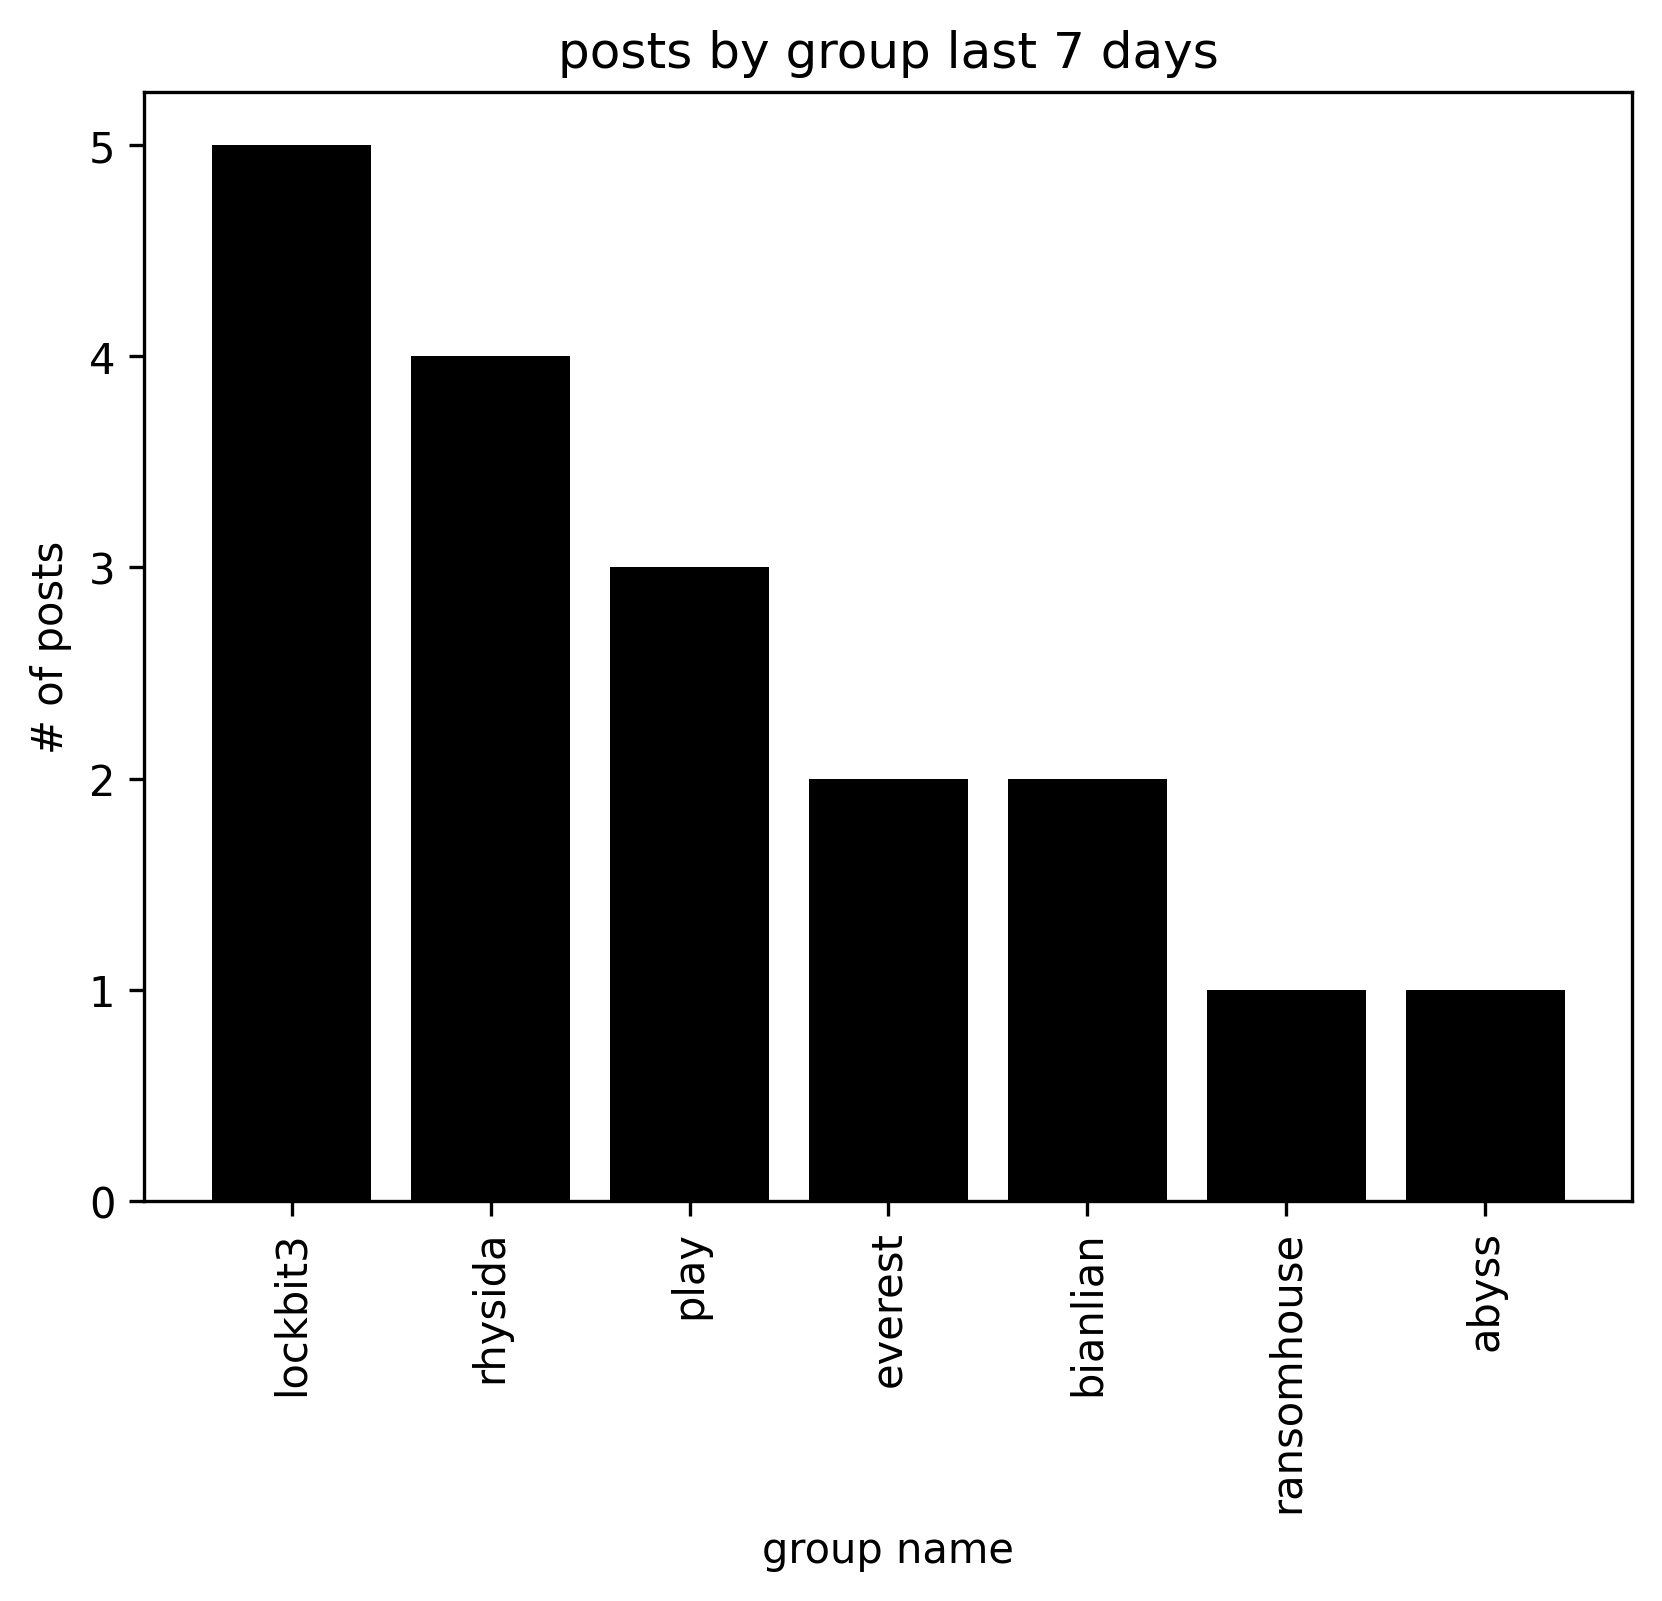 posts by group last 7 days
# of posts
5
4
3
2
1
0
lockbit3
rhysida
play
everest
bianlian
ransomhouse
abyss
group name